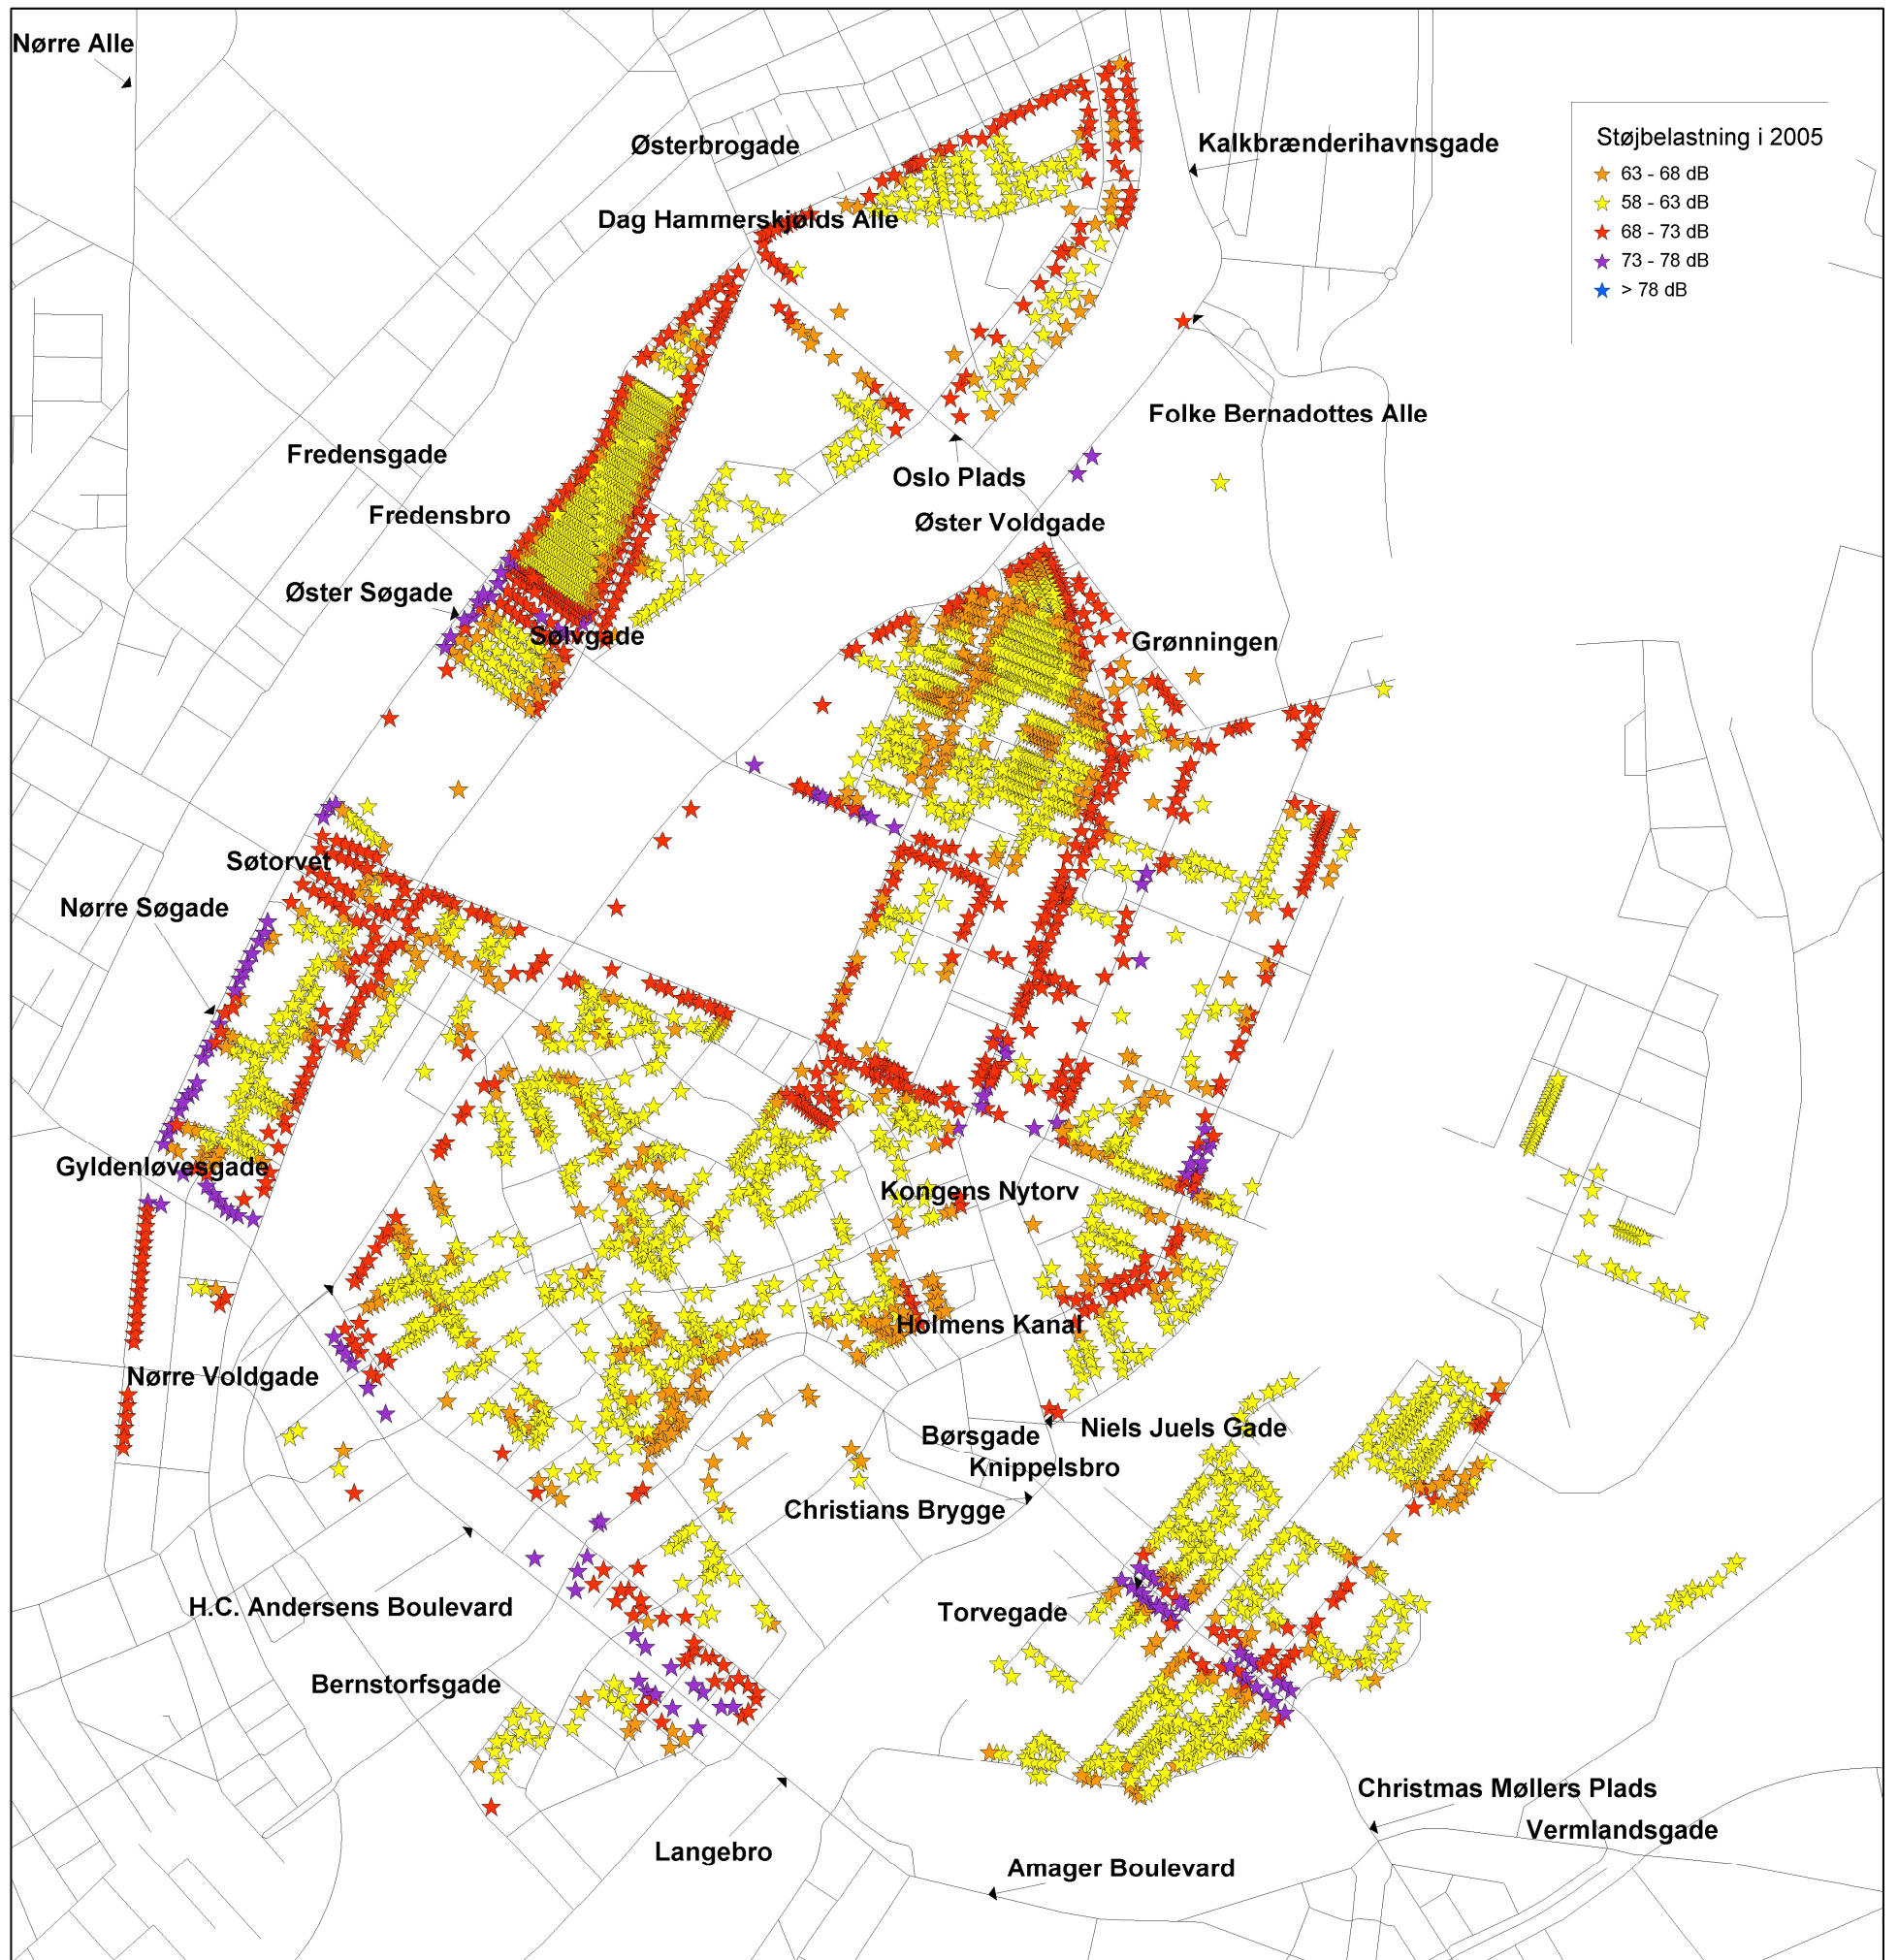 Nørre Alle
Østerbrogade
Kalkbrænderihavnsgade
Støjbelastning i 2005
63 - 68 dB
58 - 63 dB
68 - 73 dB
73 - 78 dB
> 78 dB
Dag Hammerskjølds Alle
Folke Bernadottes Alle
Fredensgade
Oslo Plads
Fredensbro
Øster Voldgade
Øster Søgade
Sølvgade
Grønningen
Søtorvet
Nørre Søgade
Gyldenløvesgade
Kongens Nytorv
Holmens Kanal
Nørre Voldgade
Børsgade
Niels Juels Gade
Knippelsbro
Christians Brygge
H.C. Andersens Boulevard
Torvegade
Bernstorfsgade
Christmas Møllers Plads
Vermlandsgade
Langebro
Amager Boulevard